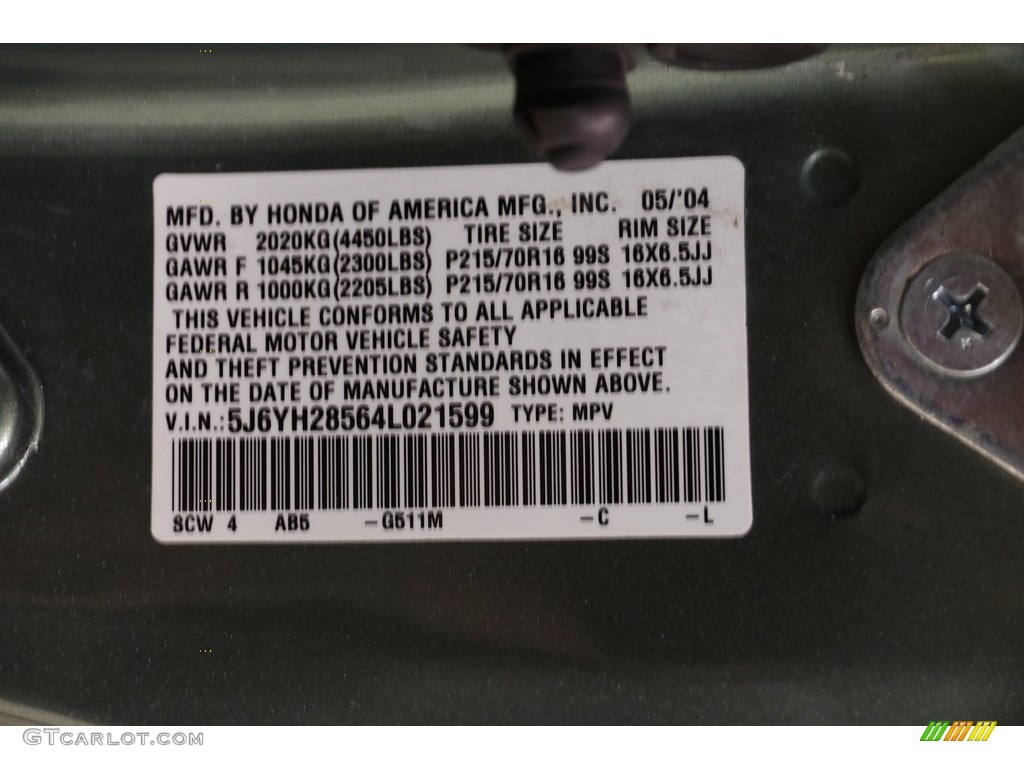 MFD. BY HONDA OF AMERICA MFG., INC. 05/'04
GVWR 2020KG(4450LBS) TIRE SIZE RIM SIZE
GAWR F 1045KG(2300LBS) P215/70R16 99S 16X6.5JJ
GAWR R 1000KG(2205LBS) P215/70R16 99S 16X6.5JJ
THIS VEHICLE CONFORMS TO ALL APPLICABLE
FEDERAL MOTOR VEHICLE SAFETY
AND THEFT PREVENTION STANDARDS IN EFFECT
ON THE DATE OF MANUFACTURE SHOWN ABOVE.
V.I.N.:5J6YH28564L021599 TYPE: MPV
SCW 4 AB5 -G511M -C -L
GTCarLot.com